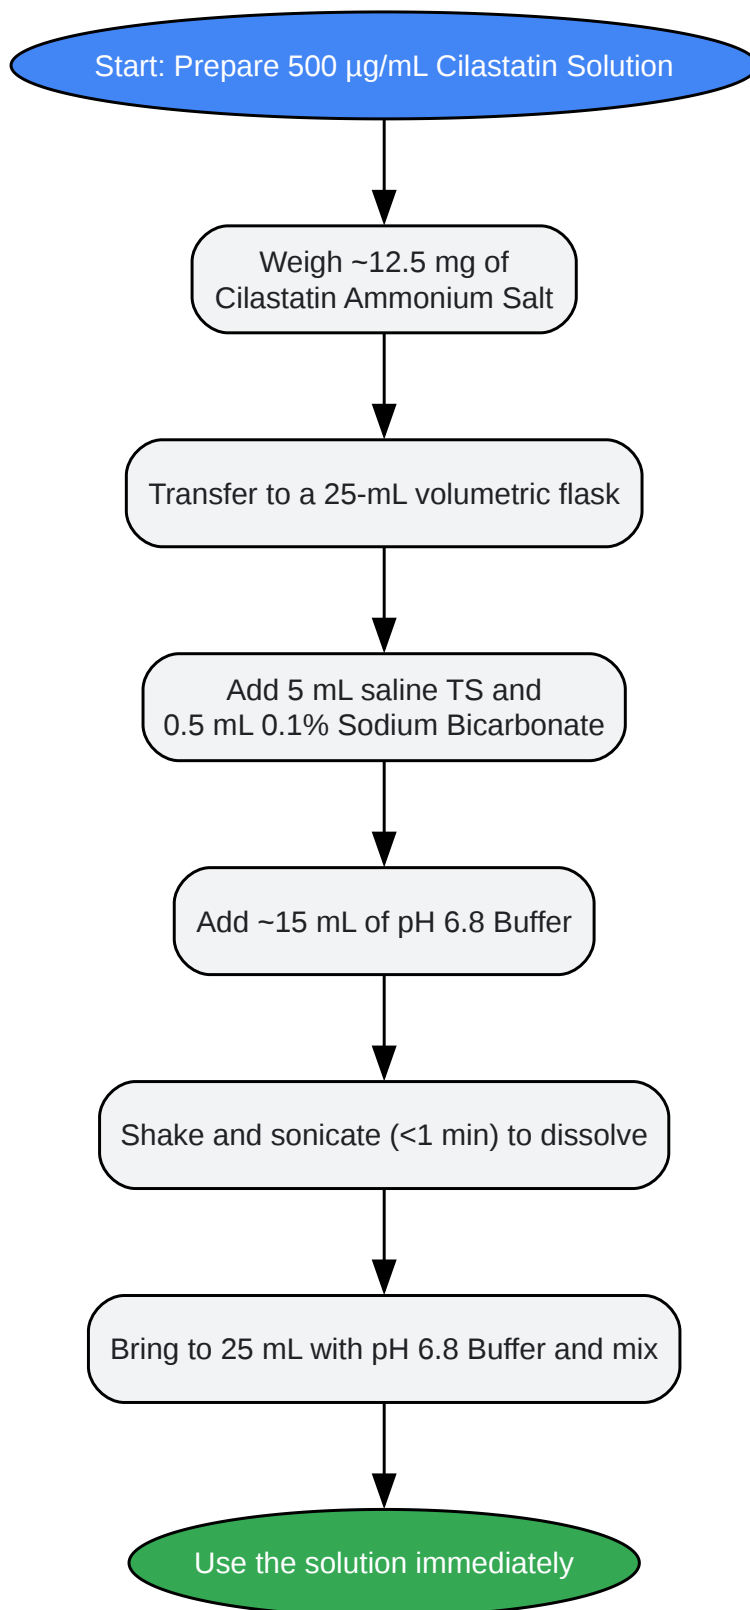 Start: Prepare 500 µg/mL Cilastatin Solution
Weigh ~12.5 mg of
Cilastatin Ammonium Salt
Transfer to a 25-mL volumetric flask
Add 5 mL saline TS and
0.5 mL 0.1% Sodium Bicarbonate
Add ~15 mL of pH 6.8 Buffer
Shake and sonicate (<1 min) to dissolve
Bring to 25 mL with pH 6.8 Buffer and mix
Use the solution immediately